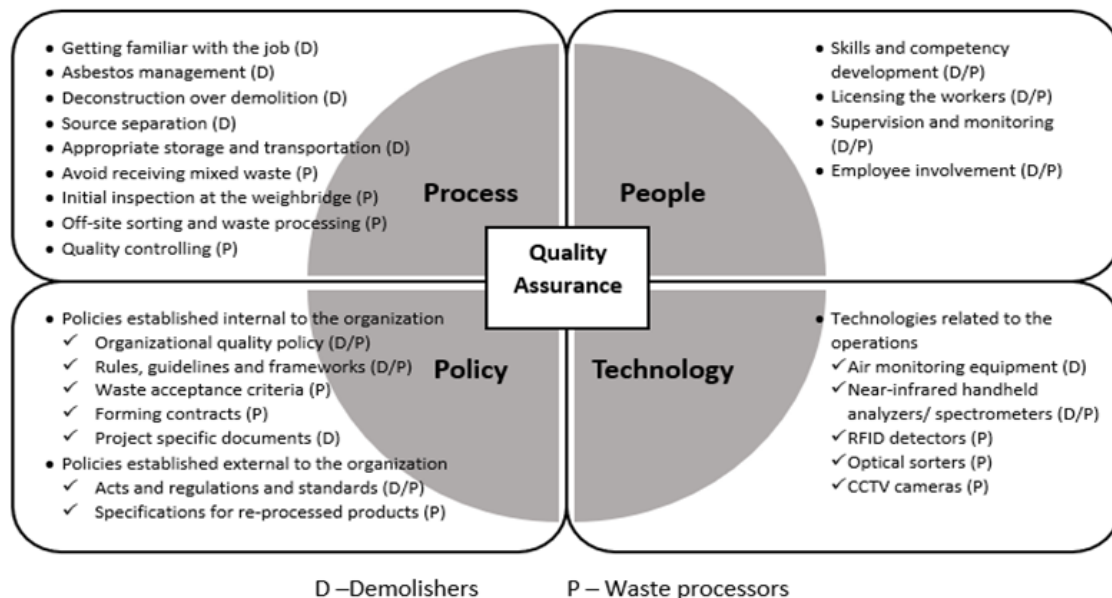 • Getting familiar with the job (D)
• Asbestos management (D)
• Deconstruction over demolition (D)
• Source separation (D)
• Appropriate storage and transportation (D)
• Avoid receiving mixed waste (P)
• Initial inspection at the weighbridge (P)
• Off-site sorting and waste processing (P)
• Quality controlling (P)
Process
• Skills and competency
development (D/P)
• Licensing the workers (D/P)
• Supervision and monitoring
(D/P)
• Employee involvement (D/P)
People
Quality
Assurance
• Policies established internal to the organization
✓ Organizational quality policy (D/P)
✓ Rules, guidelines and frameworks (D/P)
✓ Waste acceptance criteria (P)
✓ Forming contracts (P)
✓ Project specific documents (D)
• Policies established external to the organization
✓ Acts and regulations and standards (D/P)
✓ Specifications for re-processed products (P)
Policy
• Technologies related to the
operations
✓Air monitoring equipment (D)
✓Near-infrared handheld
analyzers/ spectrometers (D/P)
✓RFID detectors (P)
✓Optical sorters (P)
✓CCTV cameras (P)
Technology
D –Demolishers P – Waste processors